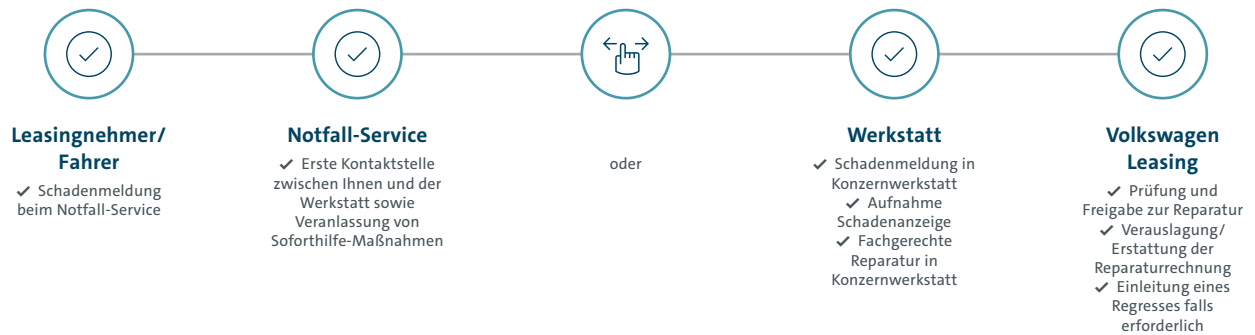 Leasingnehmer/
Fahrer
✓ Schadenmeldung
beim Notfall-Service
Notfall-Service
✓ Erste Kontaktstelle
zwischen Ihnen und der
Werkstatt sowie
Veranlassung von
Soforthilfe-Maßnahmen
oder
Werkstatt
✓ Schadenmeldung in
Konzernwerkstatt
✓ Aufnahme
Schadenanzeige
✓ Fachgerechte
Reparatur in
Konzernwerkstatt
Volkswagen
Leasing
✓ Prüfung und
Freigabe zur Reparatur
✓ Verauslagung/
Erstattung der
Reparaturrechnung
✓ Einleitung eines
Regresses falls
erforderlich